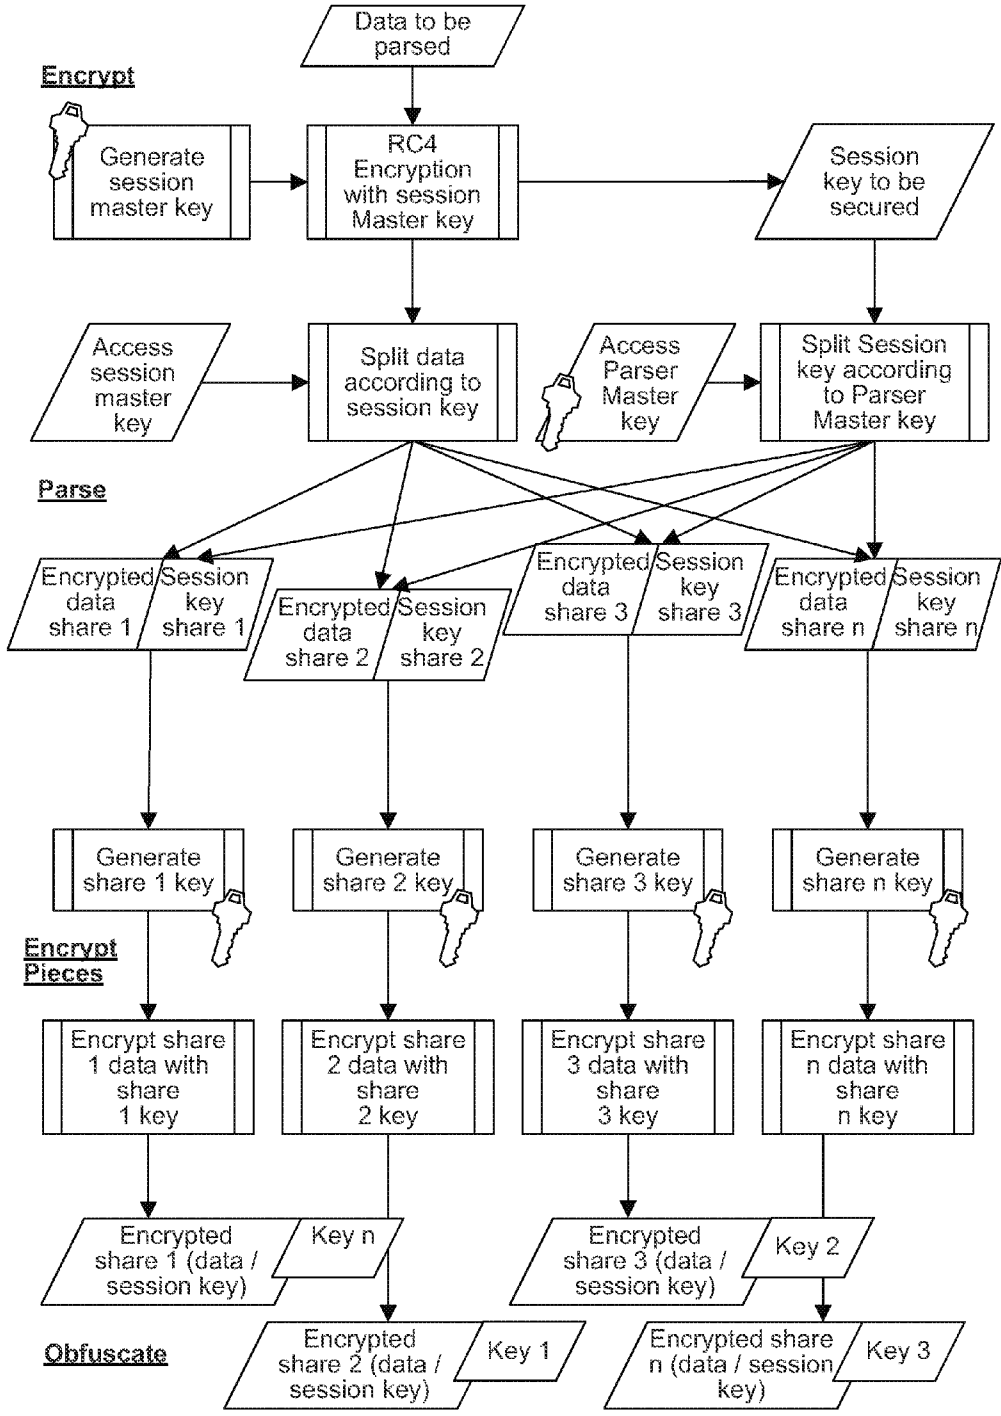 Data to be
parsed
Encrypt
Generate
session
master key
RC4
Encryption
with session
Master key
Session
key to be
secured
Access
session
master
key
Split data
according to
session key
Access
Parser
Master
key
Split Session
key according
to Parser
Master key
Parse
Encrypted
data
share 1
Session
key
share 1
Encrypted
data
share 2
Session
key
share 2
Encrypted
data
share 3
Session
key
share 3
Encrypted
data
share n
Session
key
share n
Generate
share 1 key
Generate
share 2 key
Generate
share 3 key
Generate
share n key
Encrypt
Pieces
Encrypt share
1 data with
share
1 key
Encrypt share
2 data with
share
2 key
Encrypt share
3 data with
share
3 key
Encrypt share
n data with
share
n key
Encrypted
share 1 (data /
session key)
Key n
Encrypted
share 3 (data /
session key)
Key 2
Obfuscate
Encrypted
share 2 (data /
session key)
Key 1
Encrypted share
n (data / session
key)
Key 3